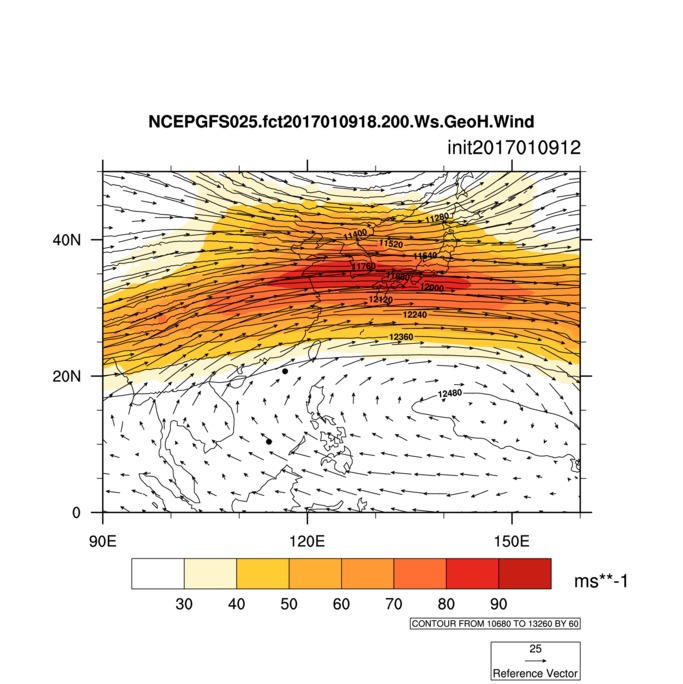 NCEPGFS025.fct2017010918.200.Ws.GeoH.Wind
init2017010912
40N
20N
0
11280
11400
11520
11640
11760
11880
12000
12120
12240
12360
12480
90E 120E 150E
30 40 50 60 70 80 90
ms**-1
CONTOUR FROM 10680 TO 13260 BY 60
25
Reference Vector